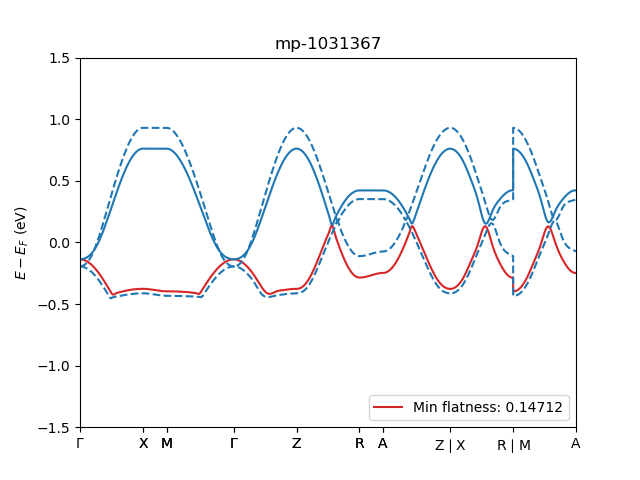 mp-1031367
1.5
1.0
0.5
0.0
−0.5
−1.0
−1.5
E − E_F (eV)
Min flatness: 0.14712
Γ X M Γ Z R A Z | X R | M A